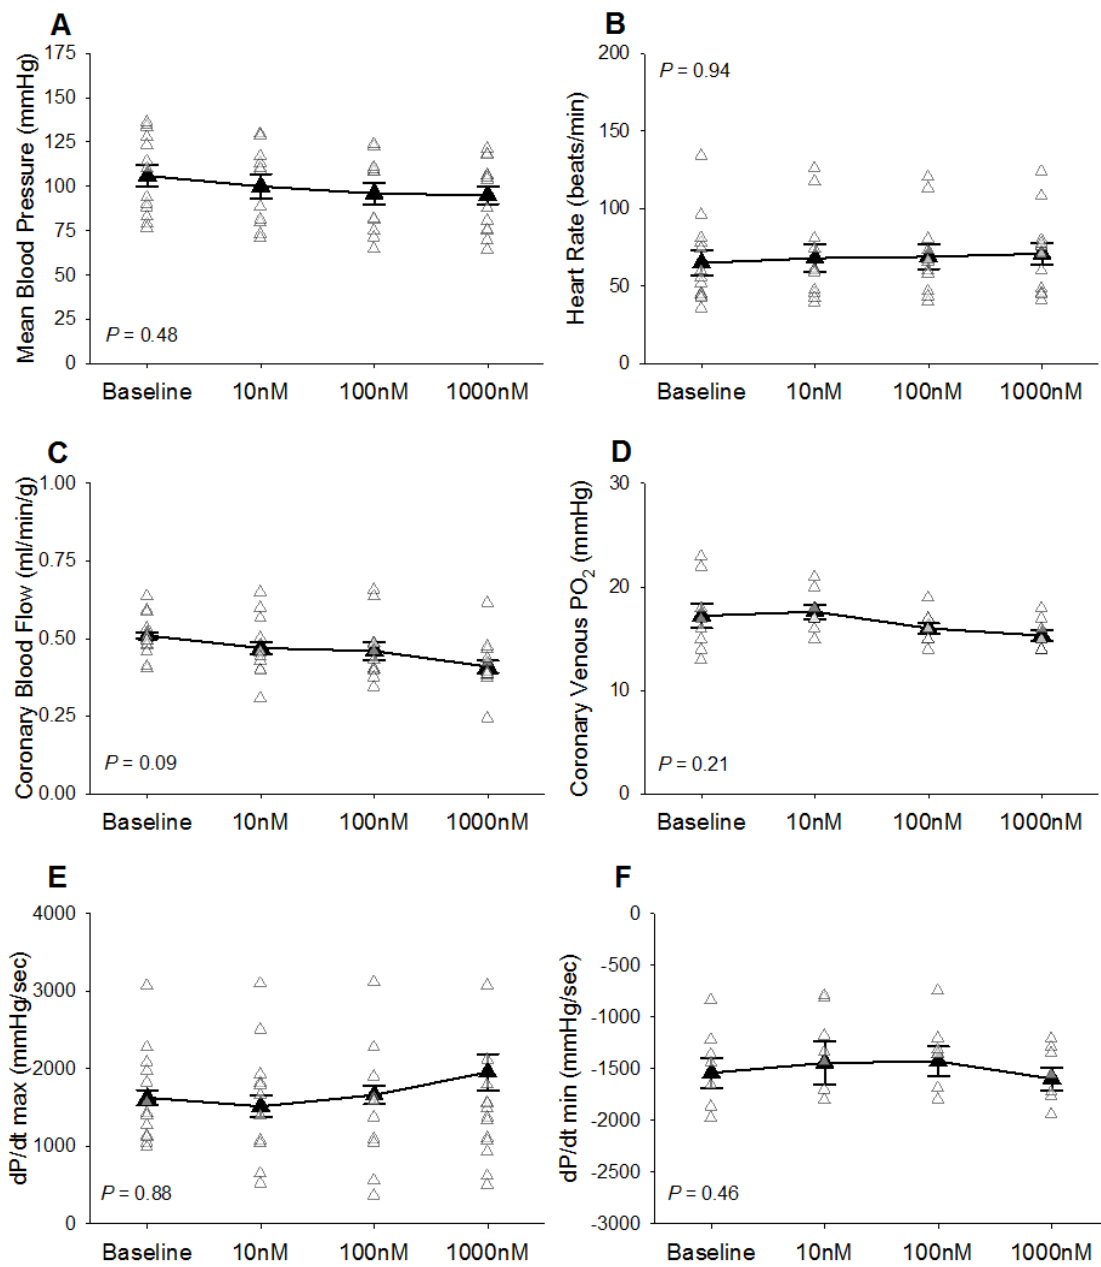 A
Mean Blood Pressure (mmHg)
175
150
125
100
75
50
25
0
P = 0.48
Baseline 10nM 100nM 1000nM
B
Heart Rate (beats/min)
200
150
100
50
0
P = 0.94
Baseline 10nM 100nM 1000nM
C
Coronary Blood Flow (ml/min/g)
1.00
0.75
0.50
0.25
0.00
P = 0.09
Baseline 10nM 100nM 1000nM
D
Coronary Venous PO2 (mmHg)
30
20
10
0
P = 0.21
Baseline 10nM 100nM 1000nM
E
dP/dt max (mmHg/sec)
4000
3000
2000
1000
0
P = 0.88
Baseline 10nM 100nM 1000nM
F
dP/dt min (mmHg/sec)
0
-500
-1000
-1500
-2000
-2500
-3000
P = 0.46
Baseline 10nM 100nM 1000nM